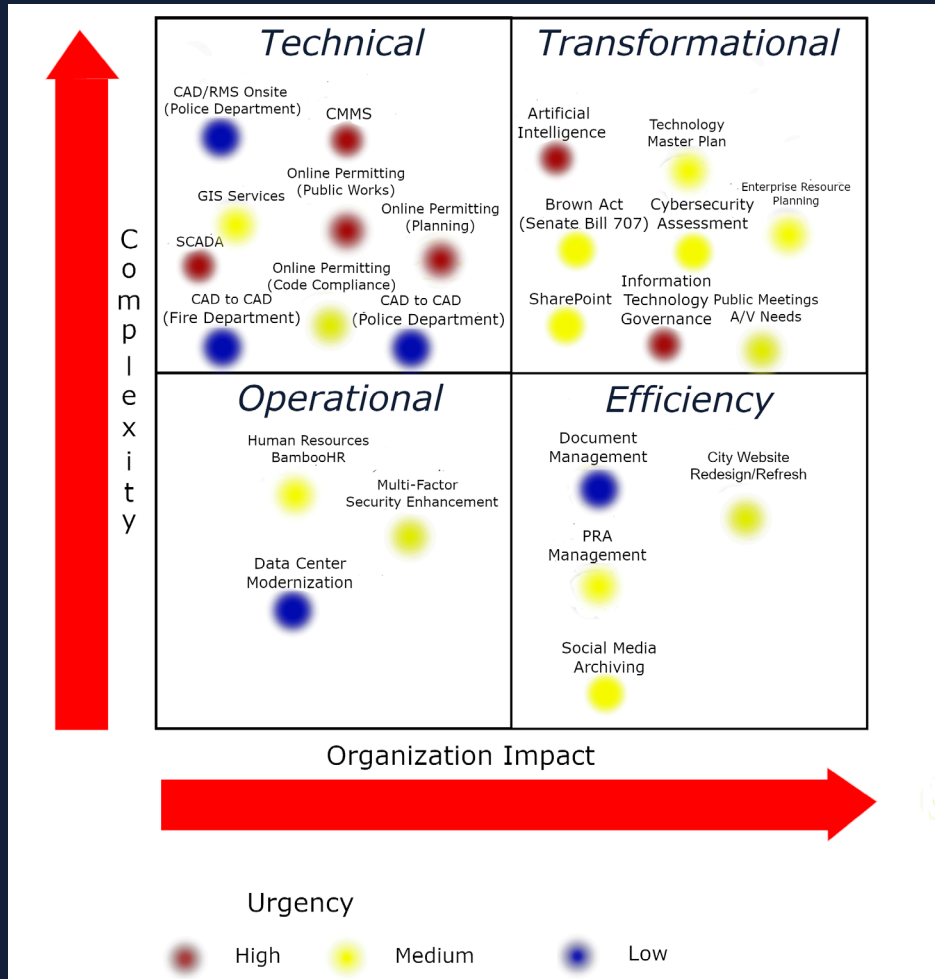 Technical
Transformational
CAD/RMS Onsite
(Police Department)
CMMS
Online Permitting
(Public Works)
GIS Services
Online Permitting
(Planning)
SCADA
Online Permitting
(Code Compliance)
CAD to CAD
(Fire Department)
CAD to CAD
(Police Department)
Artificial
Intelligence
Technology
Master Plan
Enterprise Resource
Planning
Brown Act
(Senate Bill 707)
Cybersecurity
Assessment
SharePoint
Information
Technology
Governance
Public Meetings
A/V Needs
Complexity
Operational
Efficiency
Human Resources
BambooHR
Multi-Factor
Security Enhancement
Data Center
Modernization
Document
Management
City Website
Redesign/Refresh
PRA
Management
Social Media
Archiving
Organization Impact
Urgency
High
Medium
Low